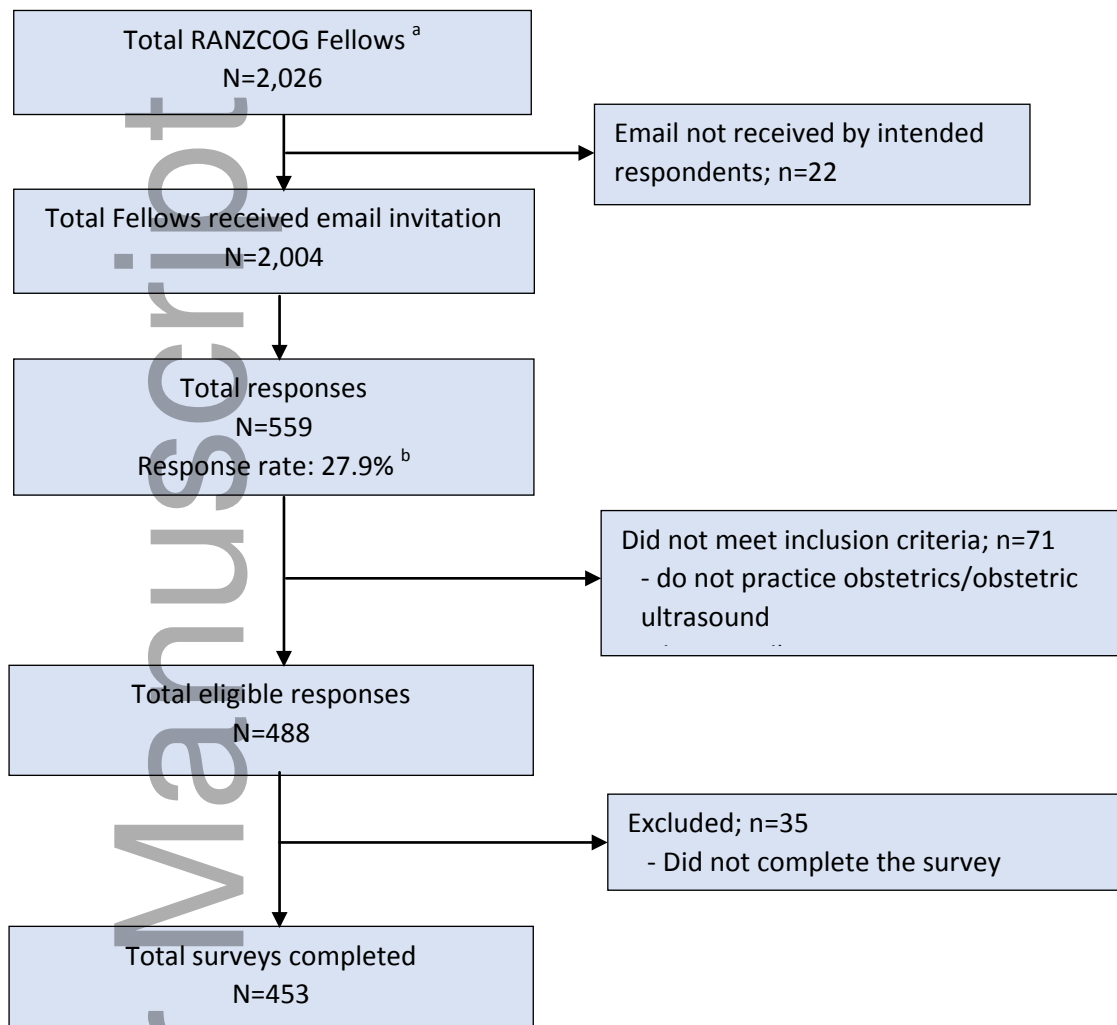 Total RANZCOG Fellows a
N=2,026
Email not received by intended
respondents; n=22
Total Fellows received email invitation
N=2,004
Total responses
N=559
Response rate: 27.9% b
Did not meet inclusion criteria; n=71
- do not practice obstetrics/obstetric
ultrasound
Total eligible responses
N=488
Excluded; n=35
- Did not complete the survey
Total surveys completed
N=453
Manuscript